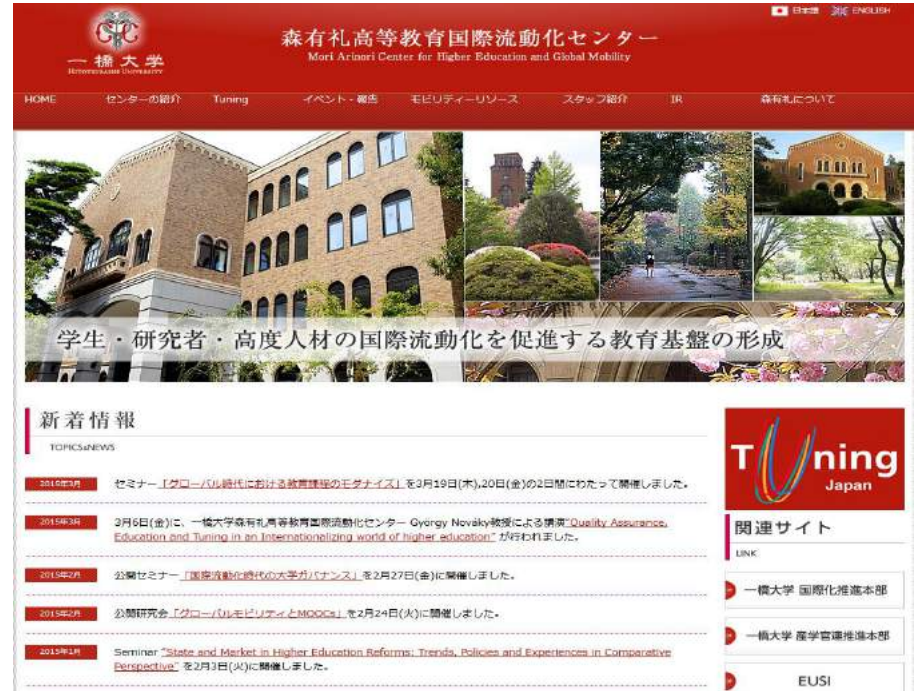 日本語 ENGLISH
一橋大学
HITOTSUBASHI UNIVERSITY
森有礼高等教育国際流動化センター
Mori Arinori Center for Higher Education and Global Mobility
HOME センターの紹介 Tuning イベント・報告 モビリティーリソース スタッフ紹介 IR 森有礼について
学生・研究者・高度人材の国際流動化を促進する教育基盤の形成
新着情報
TOPICS&NEWS
2015年3月 セミナー「グローバル時代における教育課程のモダナイズ」を3月19日(木),20日(金)の2日間にわたって開催しました。
2015年3月 3月6日(金)に、一橋大学森有礼高等教育国際流動化センター György Nováky教授による講演"Quality Assurance,
Education and Tuning in an Internationalizing world of higher education" が行われました。
2015年2月 公開セミナー「国際流動化時代の大学ガバナンス」を2月27日(金)に開催しました。
2015年2月 公開研究会「グローバルモビリティとMOOCs」を2月24日(火)に開催しました。
2015年1月 Seminar "State and Market in Higher Education Reforms: Trends, Policies and Experiences in Comparative
Perspective" を2月3日(火)に開催しました。
Tuning
Japan
関連サイト
LINK
一橋大学 国際化推進本部
一橋大学 産学官連推進本部
EUSI